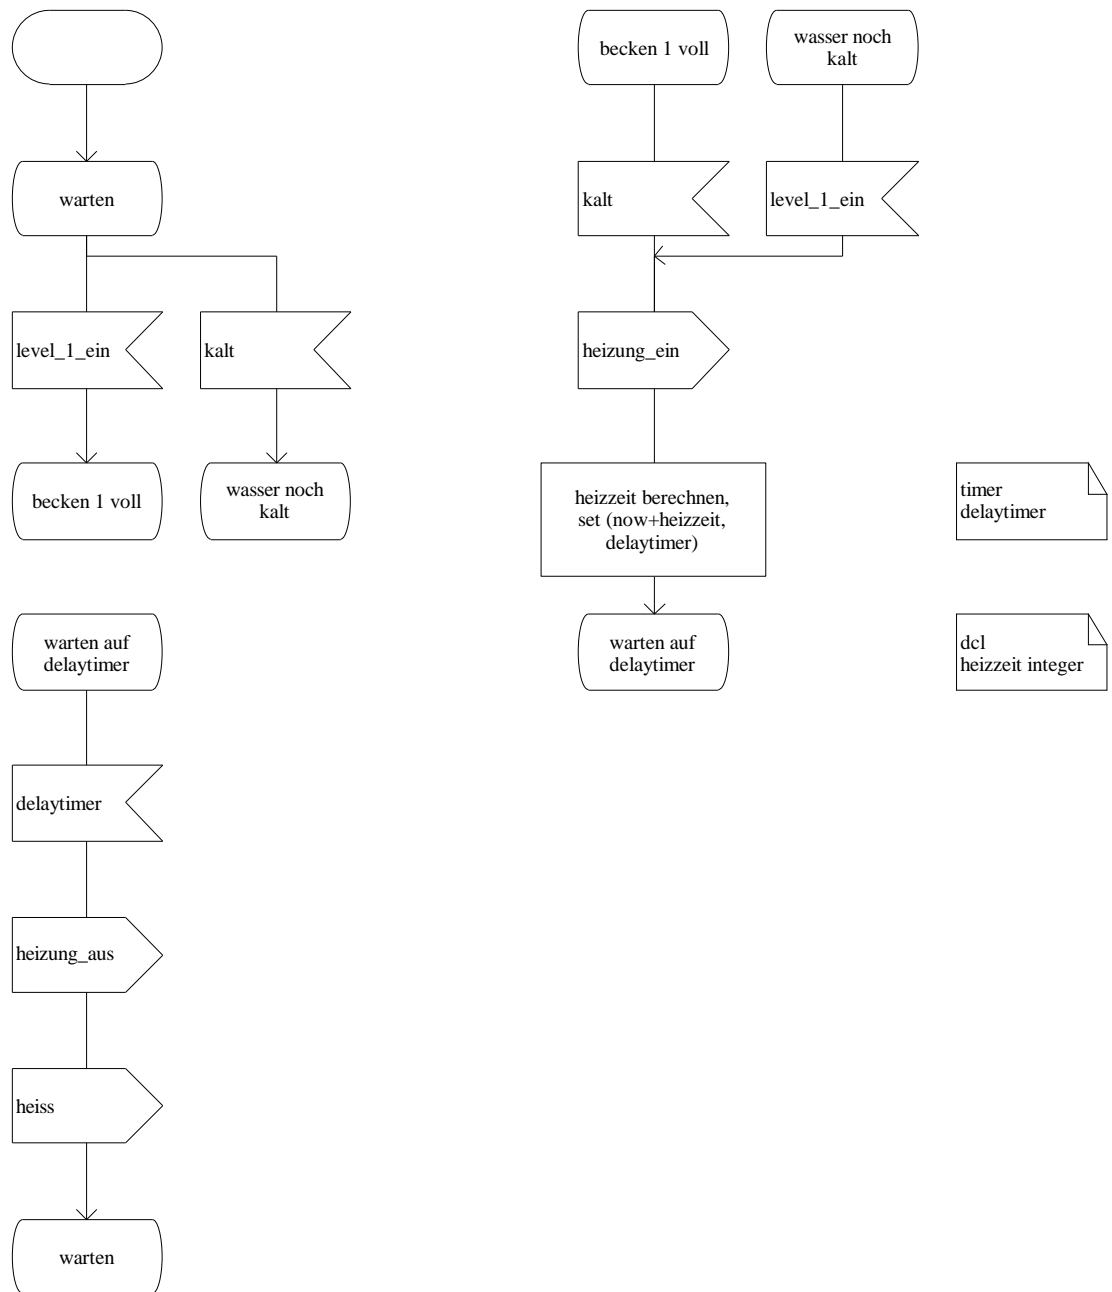 warten
level_1_ein
kalt
becken 1 voll
wasser noch
kalt
warten auf
delaytimer
delaytimer
heizung_aus
heiss
warten
becken 1 voll
wasser noch
kalt
kalt
level_1_ein
heizung_ein
heizzeit berechnen,
set (now+heizzeit,
delaytimer)
warten auf
delaytimer
timer
delaytimer
dcl
heizzeit integer